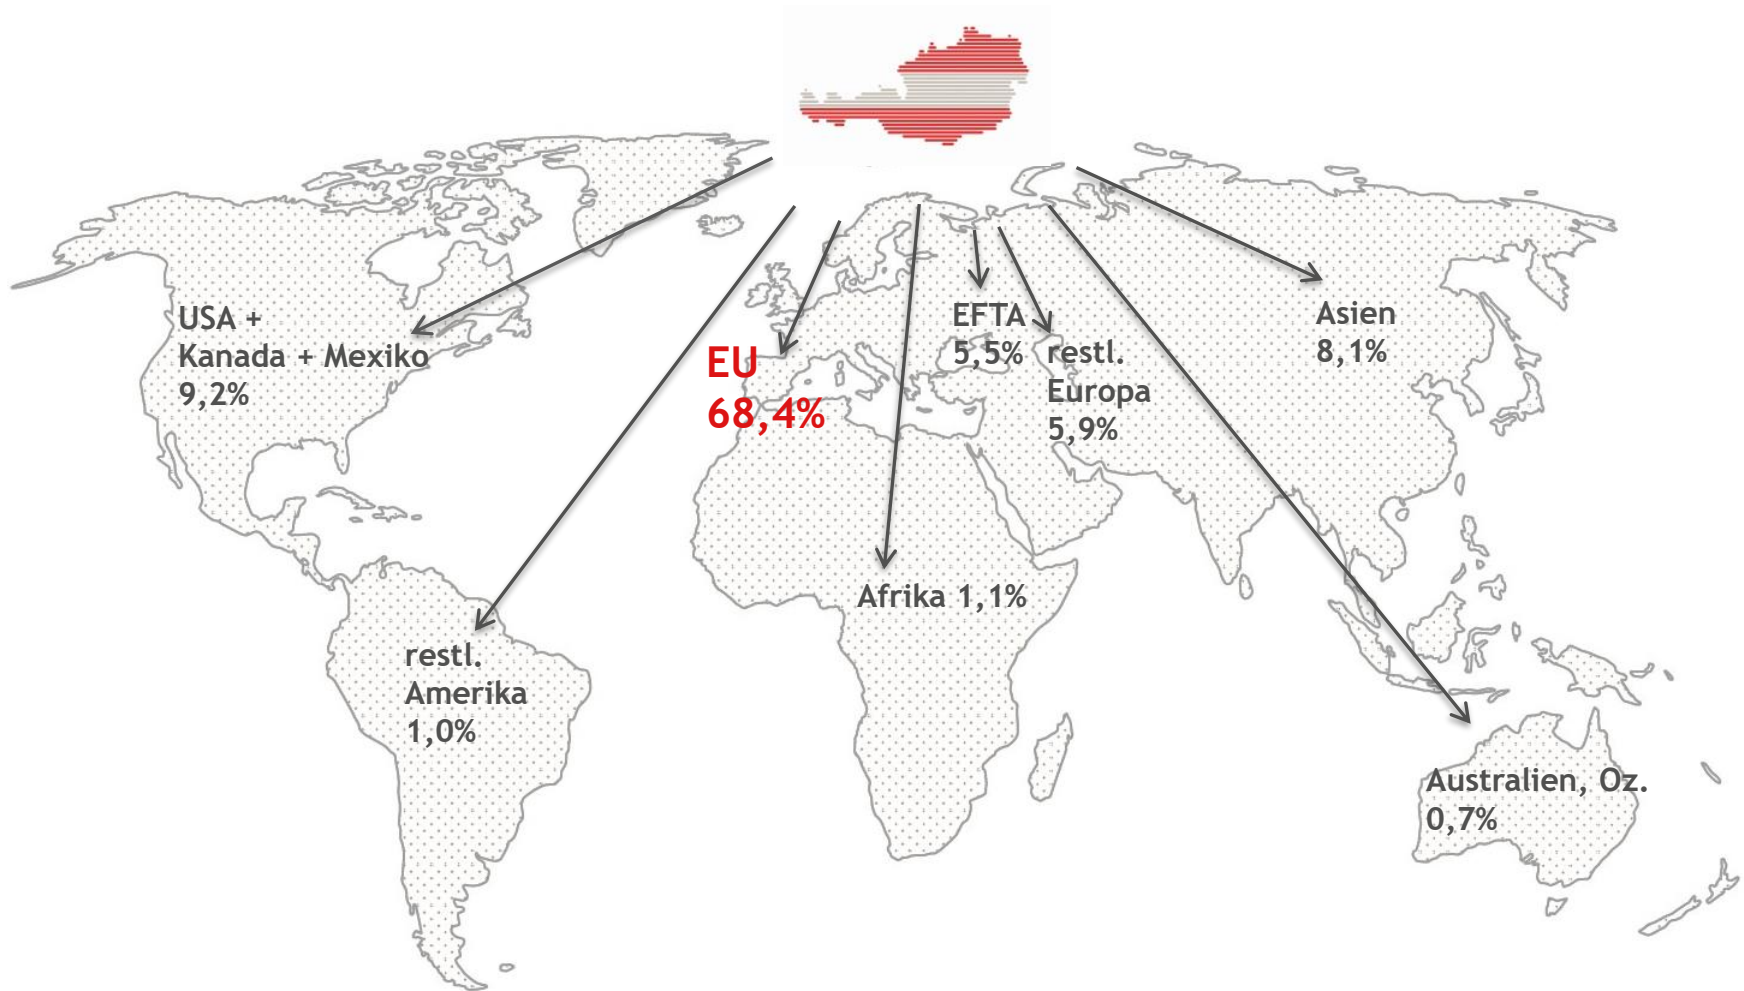 USA +
Kanada + Mexiko
9,2%
EU
68,4%
EFTA
5,5%
restl.
Europa
5,9%
Asien
8,1%
Afrika 1,1%
restl.
Amerika
1,0%
Australien, Oz.
0,7%